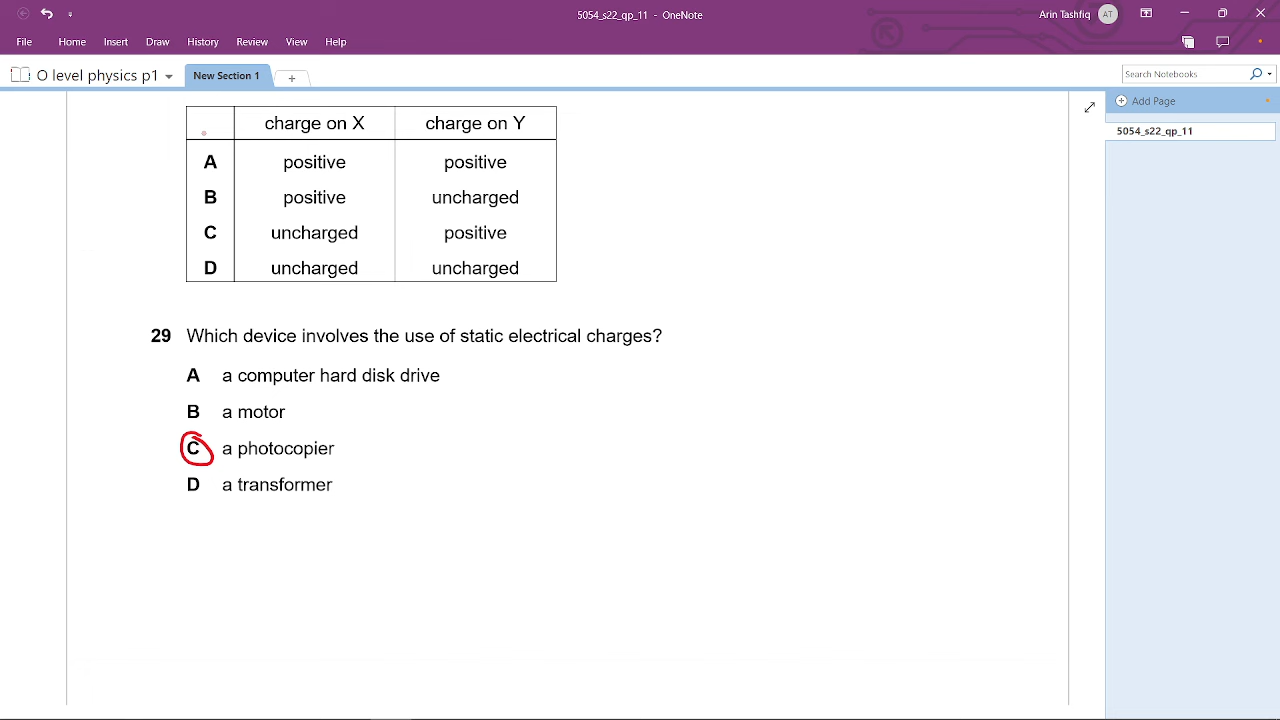 5054_s22_qp_11 - OneNote
Arin Tashfiq AT
File Home Insert Draw History Review View Help
O level physics p1 New Section 1 +
Search Notebooks
Add Page
5054_s22_qp_11
charge on X charge on Y
A positive positive
B positive uncharged
C uncharged positive
D uncharged uncharged
29 Which device involves the use of static electrical charges?
A a computer hard disk drive
B a motor
C a photocopier
D a transformer